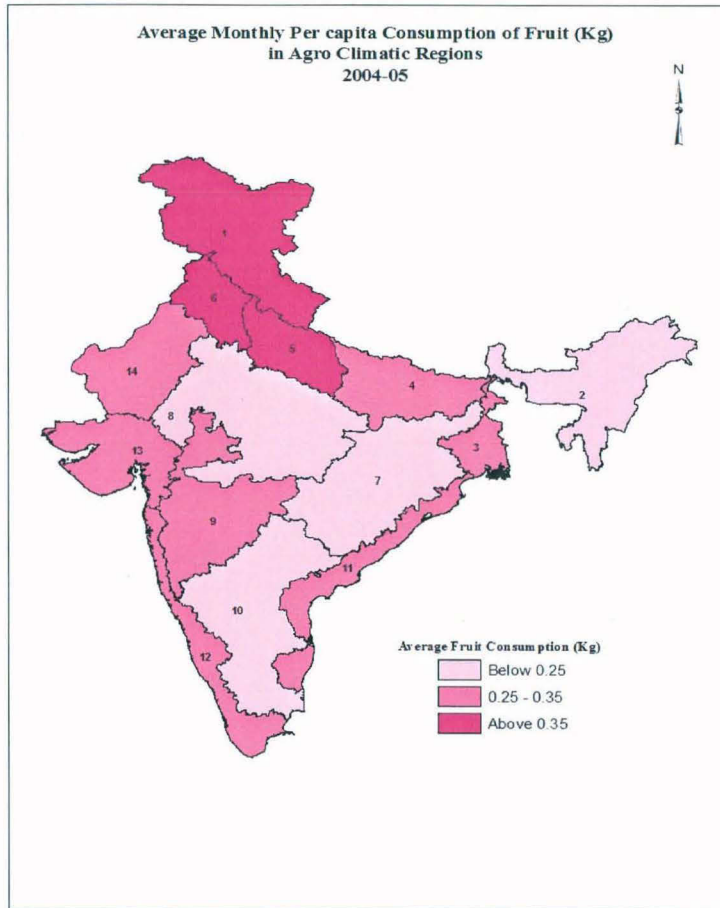 Average Monthly Per capita Consumption of Fruit (Kg)
in Agro Climatic Regions
2004-05
N
1
6
5
14
4
2
8
3
13
7
9
11
10
12
Average Fruit Consumption (Kg)
Below 0.25
0.25 - 0.35
Above 0.35